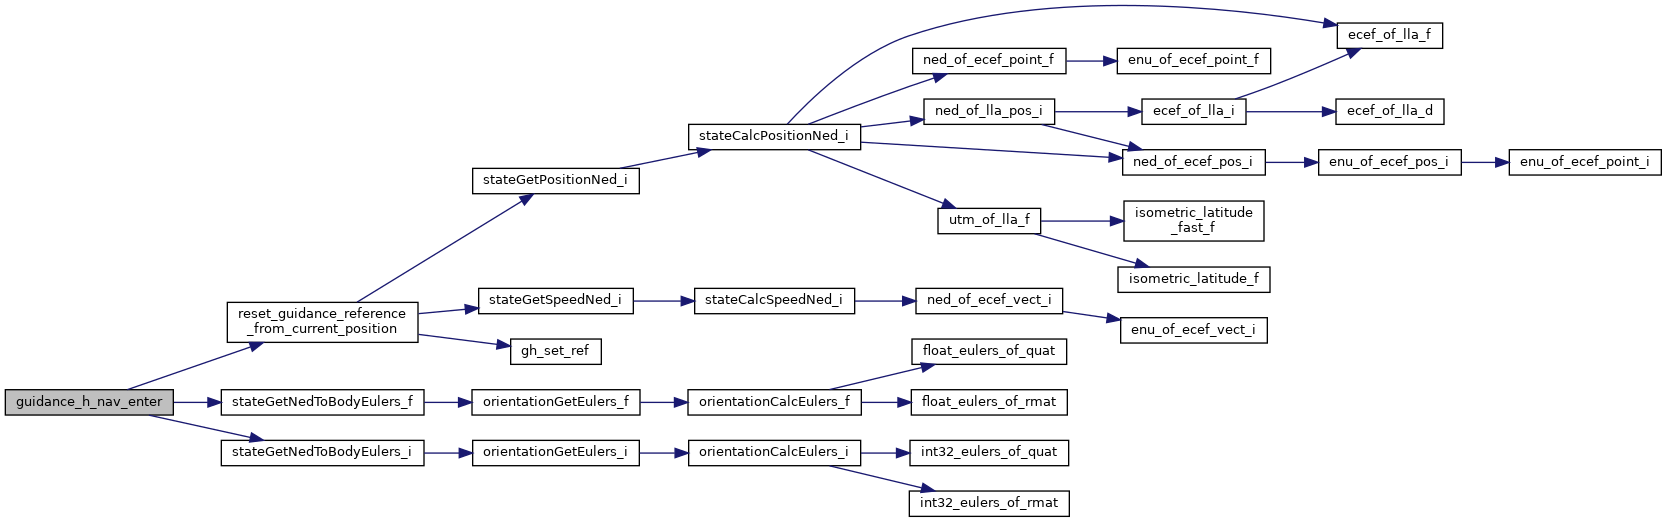 ecef_of_lla_f
ned_of_ecef_point_f
enu_of_ecef_point_f
ned_of_lla_pos_i
ecef_of_lla_i
ecef_of_lla_d
stateCalcPositionNed_i
ned_of_ecef_pos_i
enu_of_ecef_pos_i
enu_of_ecef_point_i
stateGetPositionNed_i
utm_of_lla_f
isometric_latitude
_fast_f
isometric_latitude_f
reset_guidance_reference
_from_current_position
stateGetSpeedNed_i
stateCalcSpeedNed_i
ned_of_ecef_vect_i
enu_of_ecef_vect_i
gh_set_ref
float_eulers_of_quat
guidance_h_nav_enter
stateGetNedToBodyEulers_f
orientationGetEulers_f
orientationCalcEulers_f
float_eulers_of_rmat
stateGetNedToBodyEulers_i
orientationGetEulers_i
orientationCalcEulers_i
int32_eulers_of_quat
int32_eulers_of_rmat